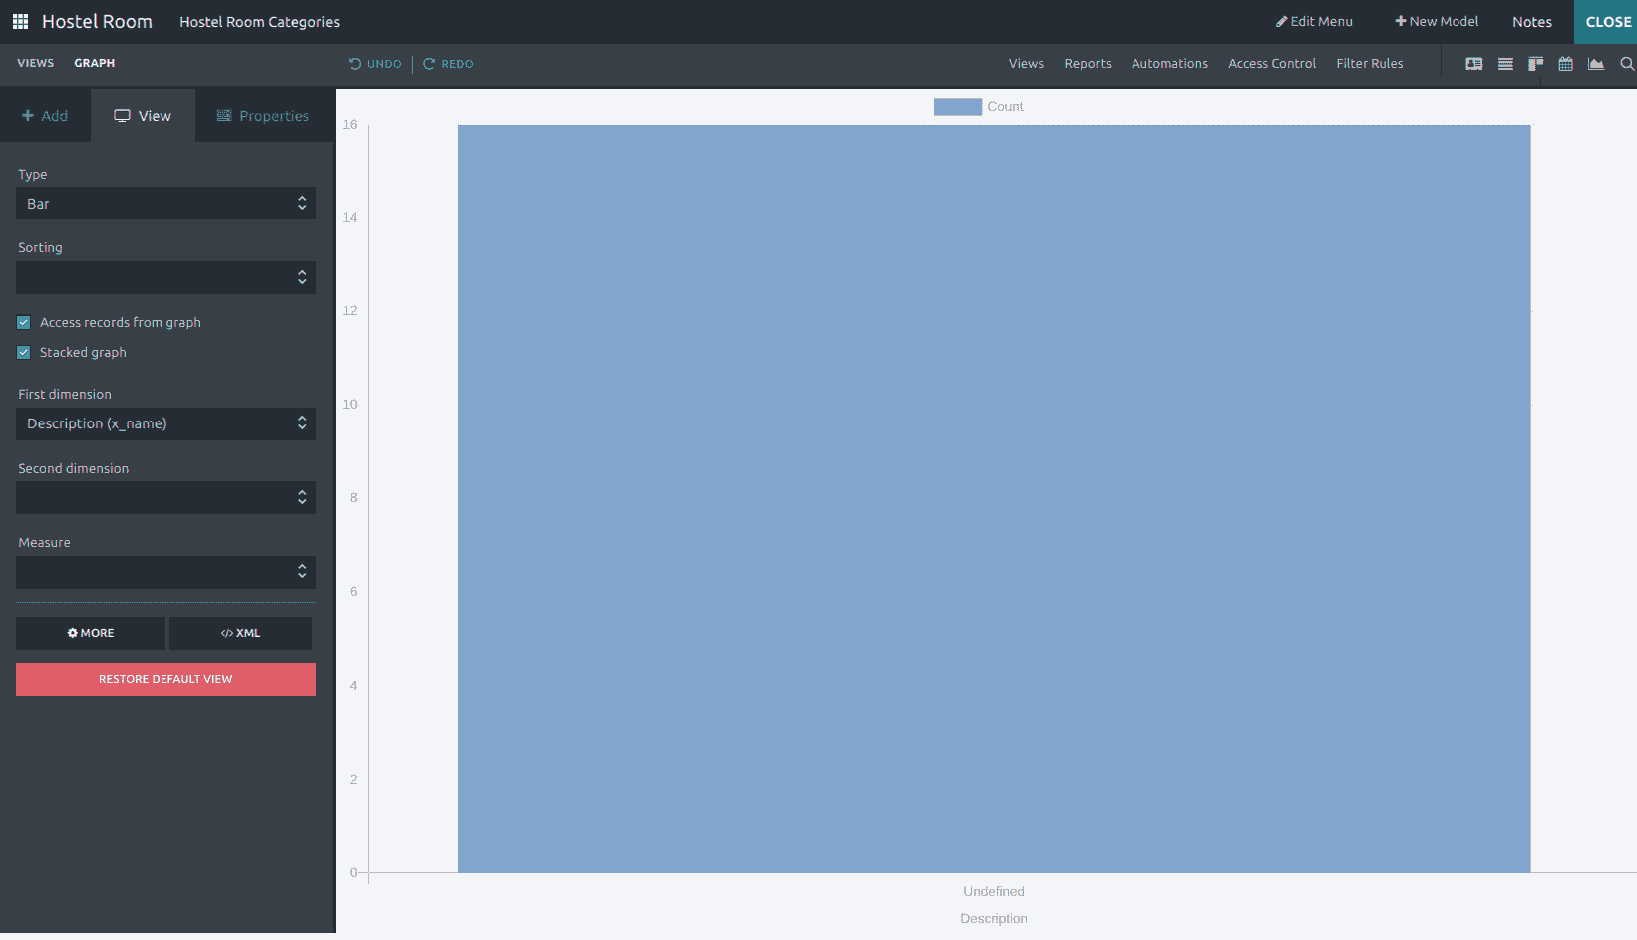 Hostel Room Hostel Room Categories Edit Menu New Model Notes CLOSE
VIEWS GRAPH UNDO REDO Views Reports Automations Access Control Filter Rules
Add View Properties
Type
Bar
Sorting
Access records from graph
Stacked graph
First dimension
Description (x_name)
Second dimension
Measure
MORE </> XML
RESTORE DEFAULT VIEW
Count
16
14
12
10
8
6
4
2
0
Undefined
Description